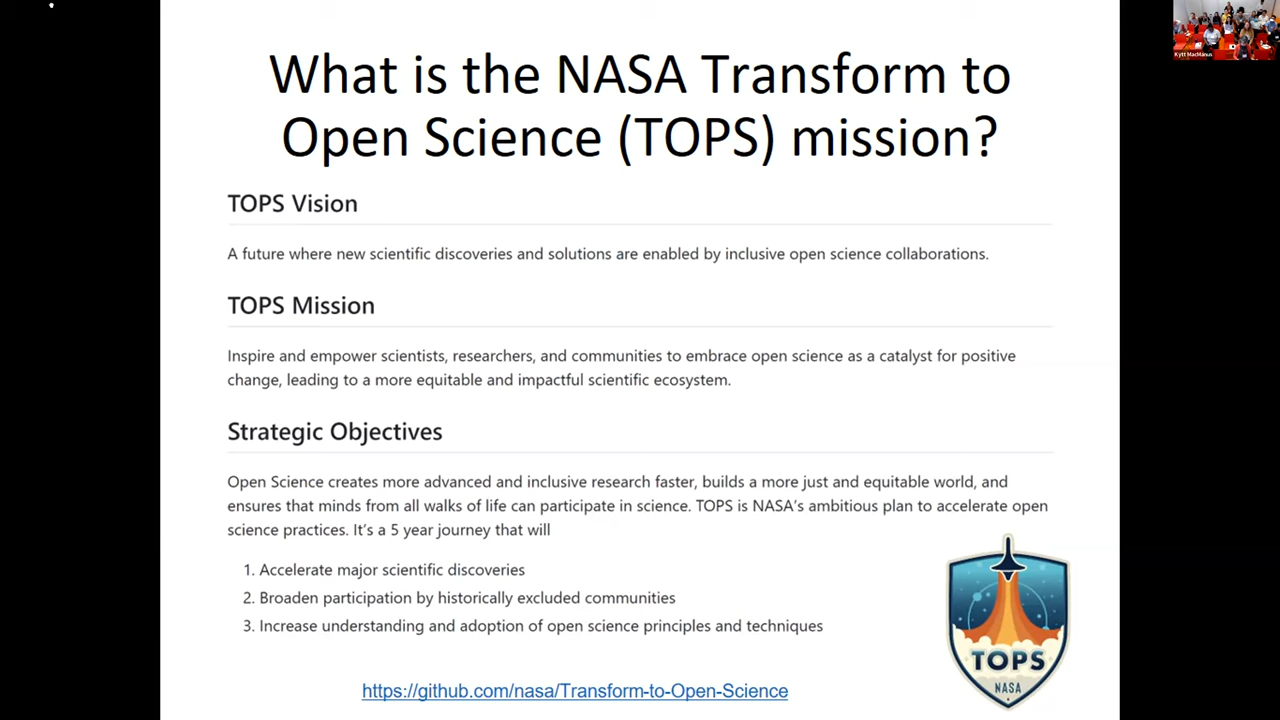 Kytt MacManus
What is the NASA Transform to
Open Science (TOPS) mission?
TOPS Vision
A future where new scientific discoveries and solutions are enabled by inclusive open science collaborations.
TOPS Mission
Inspire and empower scientists, researchers, and communities to embrace open science as a catalyst for positive
change, leading to a more equitable and impactful scientific ecosystem.
Strategic Objectives
Open Science creates more advanced and inclusive research faster, builds a more just and equitable world, and
ensures that minds from all walks of life can participate in science. TOPS is NASA’s ambitious plan to accelerate open
science practices. It’s a 5 year journey that will
1. Accelerate major scientific discoveries
2. Broaden participation by historically excluded communities
3. Increase understanding and adoption of open science principles and techniques
TOPS
NASA
https://github.com/nasa/Transform-to-Open-Science